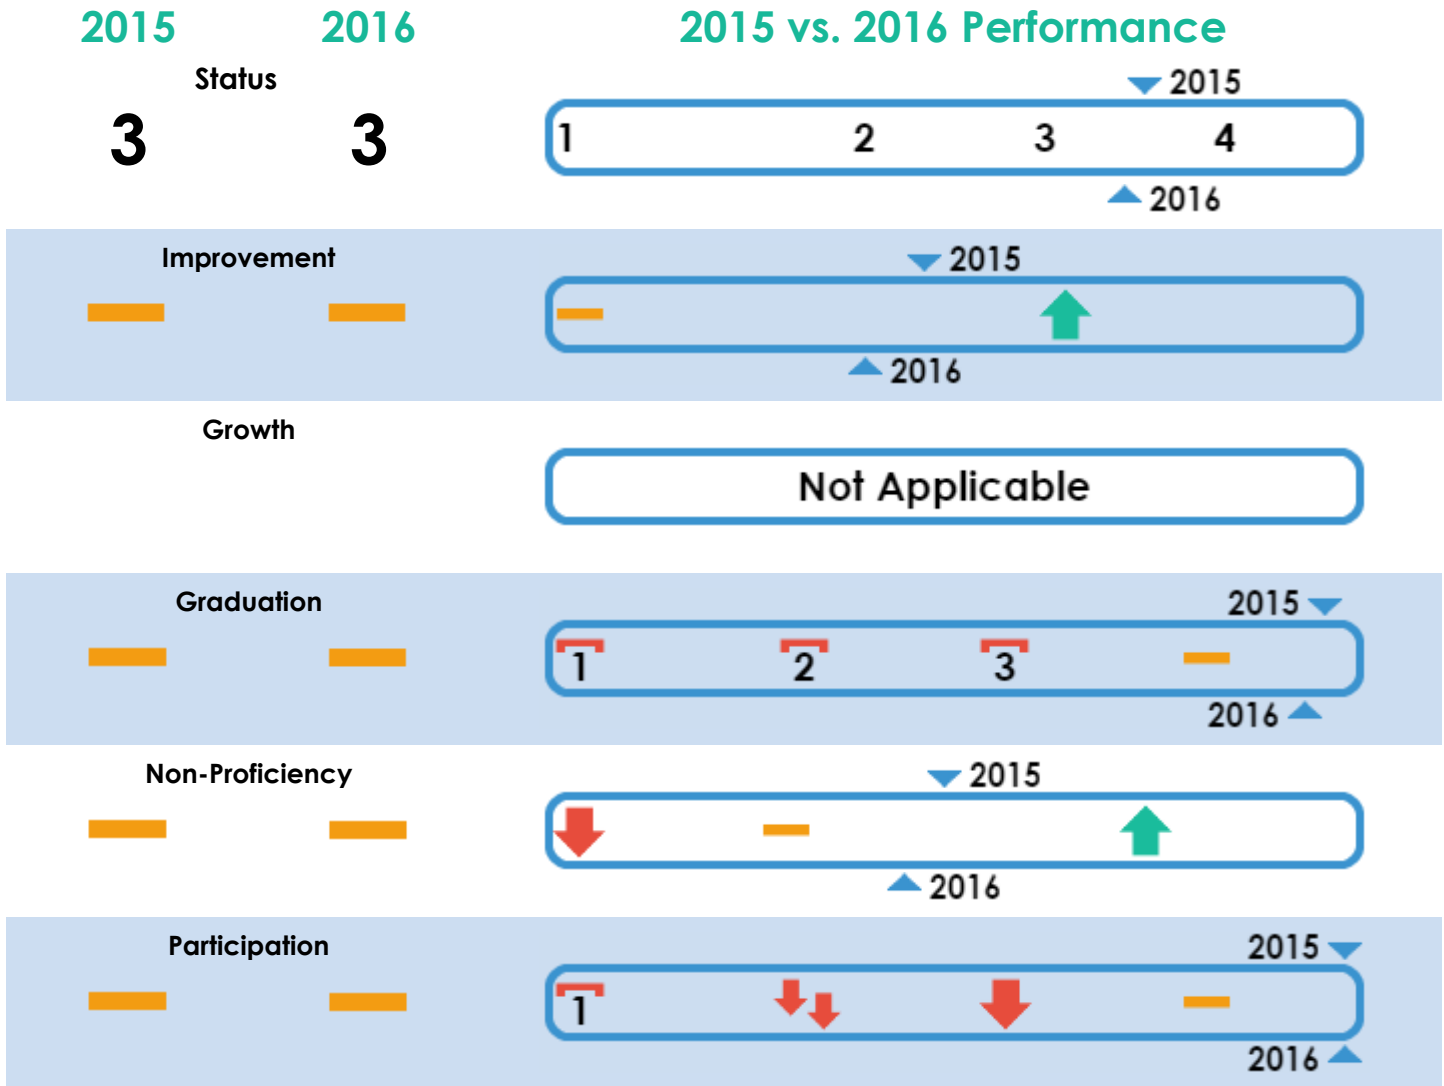 2015 2016 2015 vs. 2016 Performance
Status
2015
3 3 1 2 3 4
2016
Improvement
2015
2016
Growth
Not Applicable
Graduation
2015
1 2 3
2016
Non-Proficiency
2015
2016
Participation
2015
1
2016